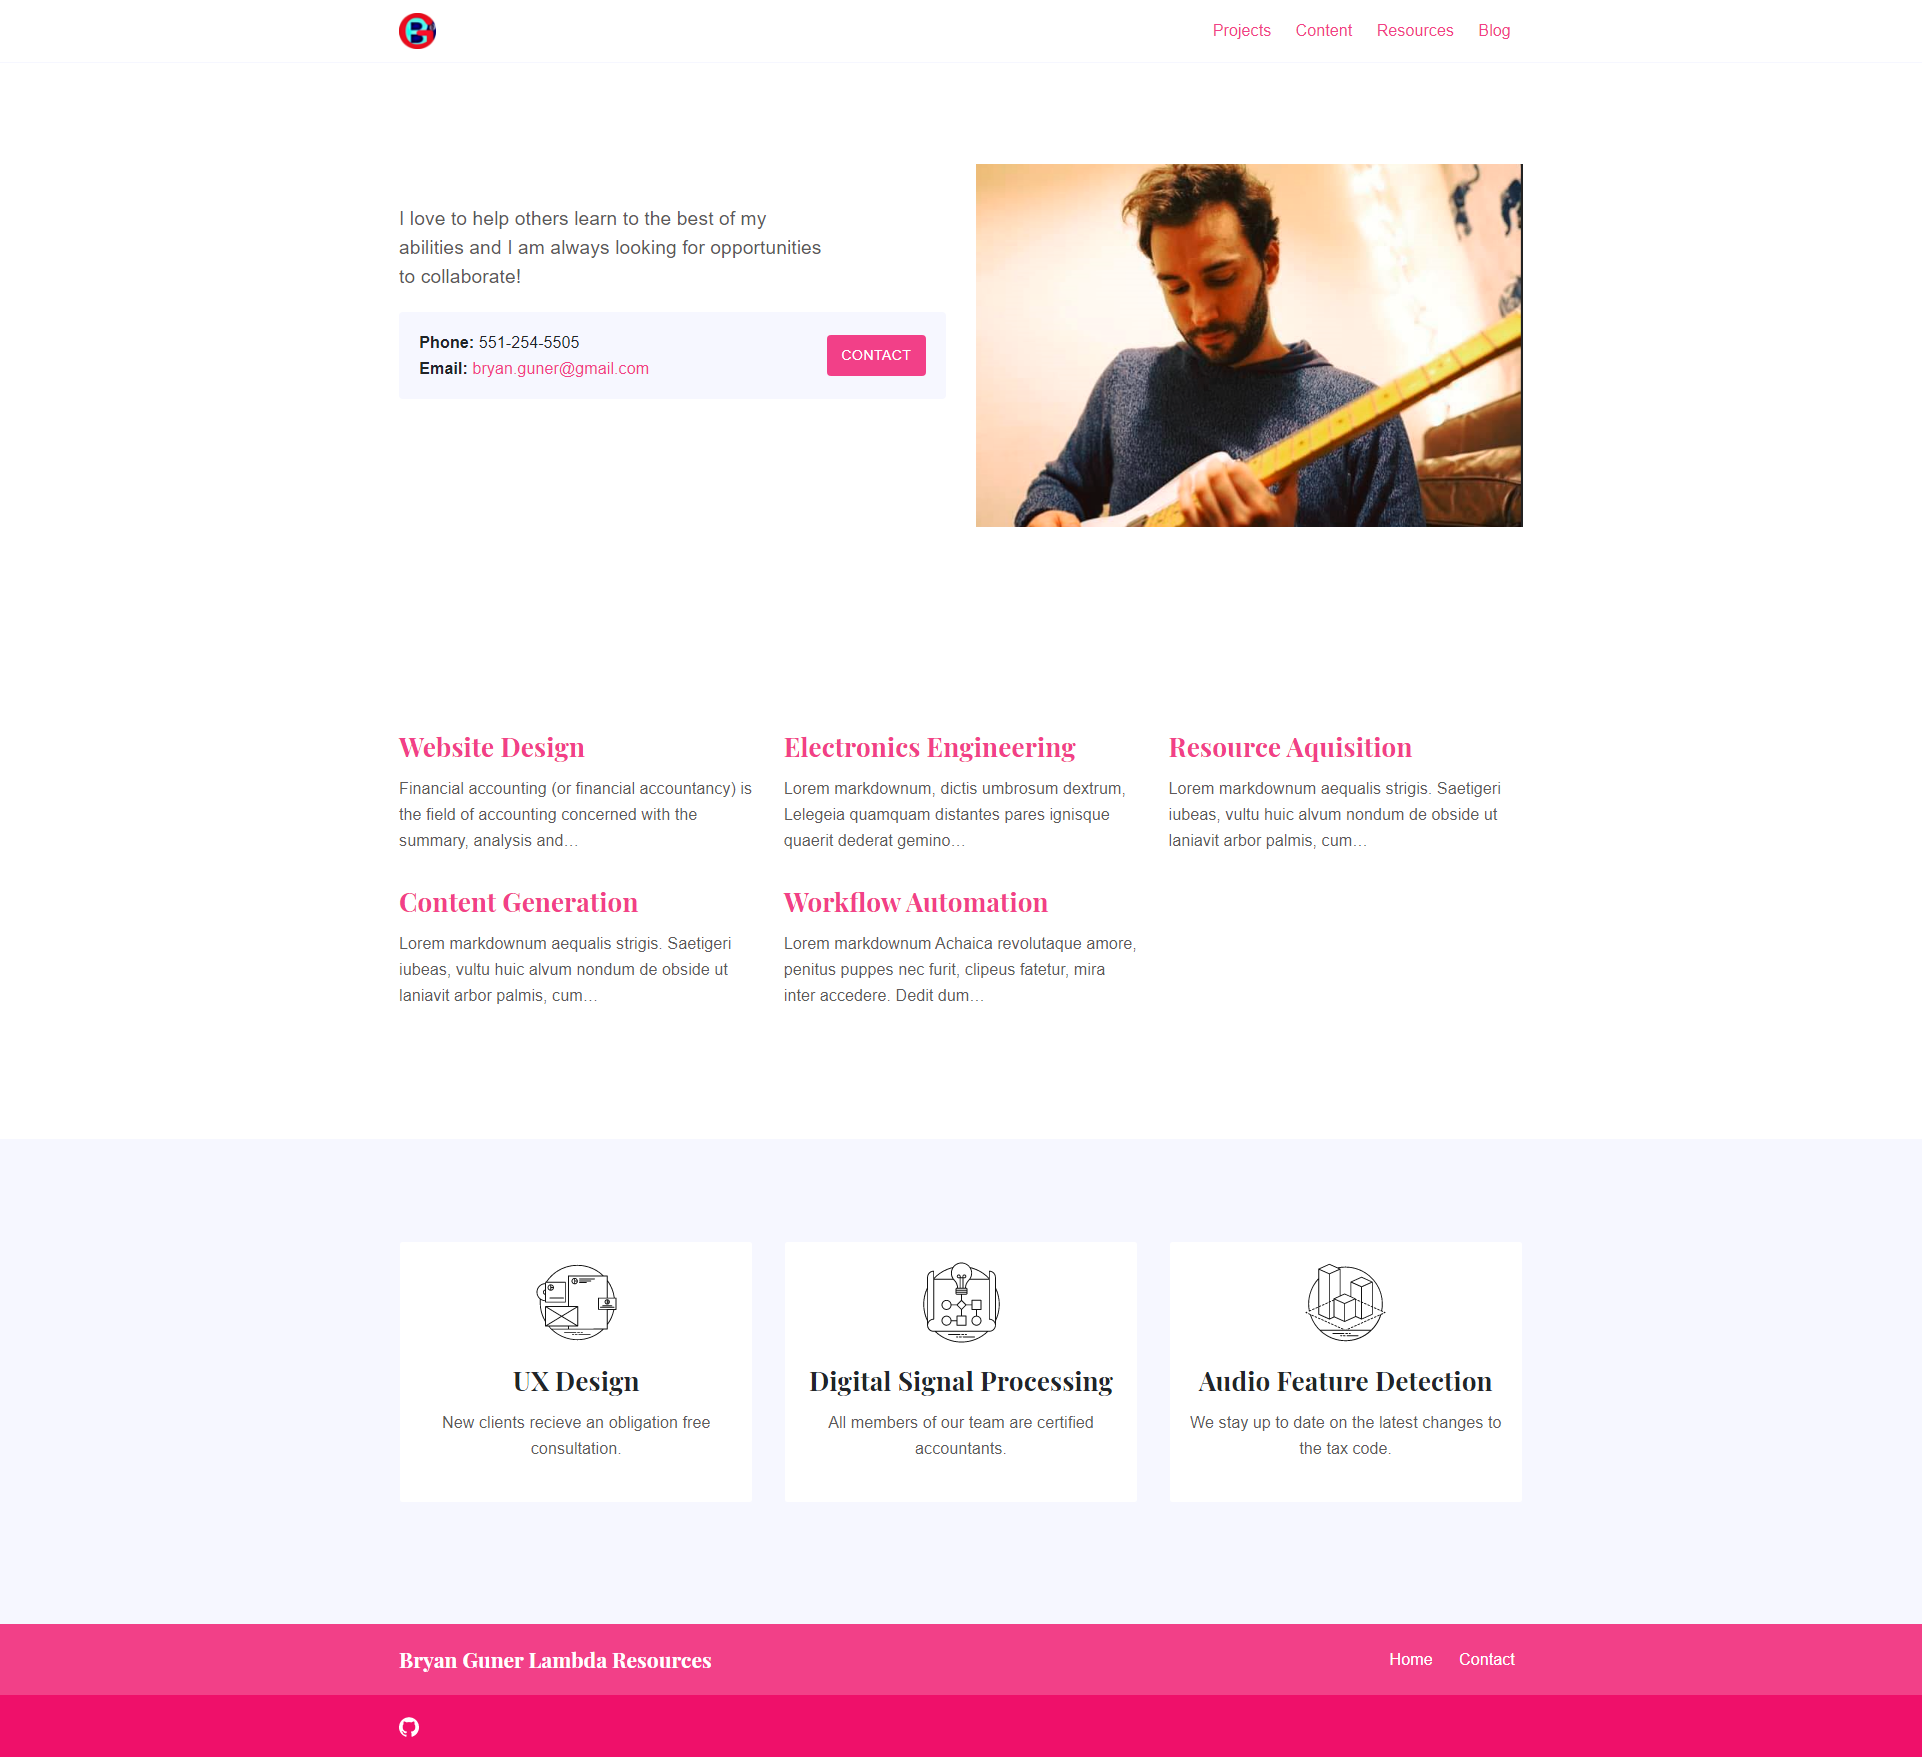 Projects Content Resources Blog
I love to help others learn to the best of my
abilities and I am always looking for opportunities
to collaborate!
Phone: 551-254-5505
Email: bryan.guner@gmail.com
CONTACT
Website Design
Financial accounting (or financial accountancy) is
the field of accounting concerned with the
summary, analysis and…
Electronics Engineering
Lorem markdownum, dictis umbrosum dextrum,
Lelegeia quamquam distantes pares ignisque
quaerit dederat gemino…
Resource Aquisition
Lorem markdownum aequalis strigis. Saetigeri
iubeas, vultu huic alvum nondum de obside ut
laniavit arbor palmis, cum…
Content Generation
Lorem markdownum aequalis strigis. Saetigeri
iubeas, vultu huic alvum nondum de obside ut
laniavit arbor palmis, cum…
Workflow Automation
Lorem markdownum Achaica revolutaque amore,
penitus puppes nec furit, clipeus fatetur, mira
inter accedere. Dedit dum…
UX Design
New clients recieve an obligation free
consultation.
Digital Signal Processing
All members of our team are certified
accountants.
Audio Feature Detection
We stay up to date on the latest changes to
the tax code.
Bryan Guner Lambda Resources
Home Contact